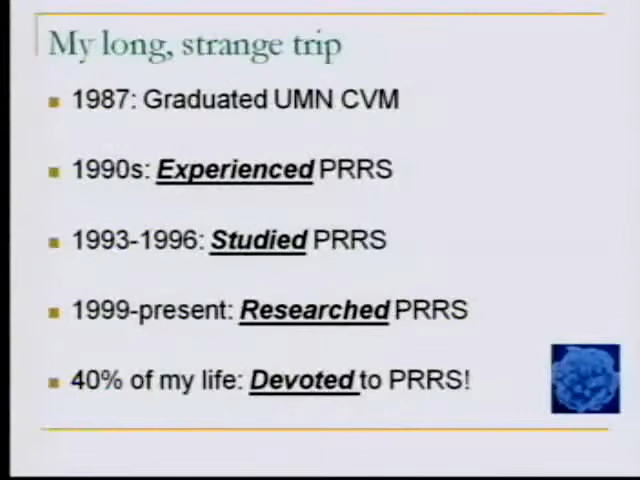 My long, strange trip
1987: Graduated UMN CVM
1990s: Experienced PRRS
1993-1996: Studied PRRS
1999-present: Researched PRRS
40% of my life: Devoted to PRRS!